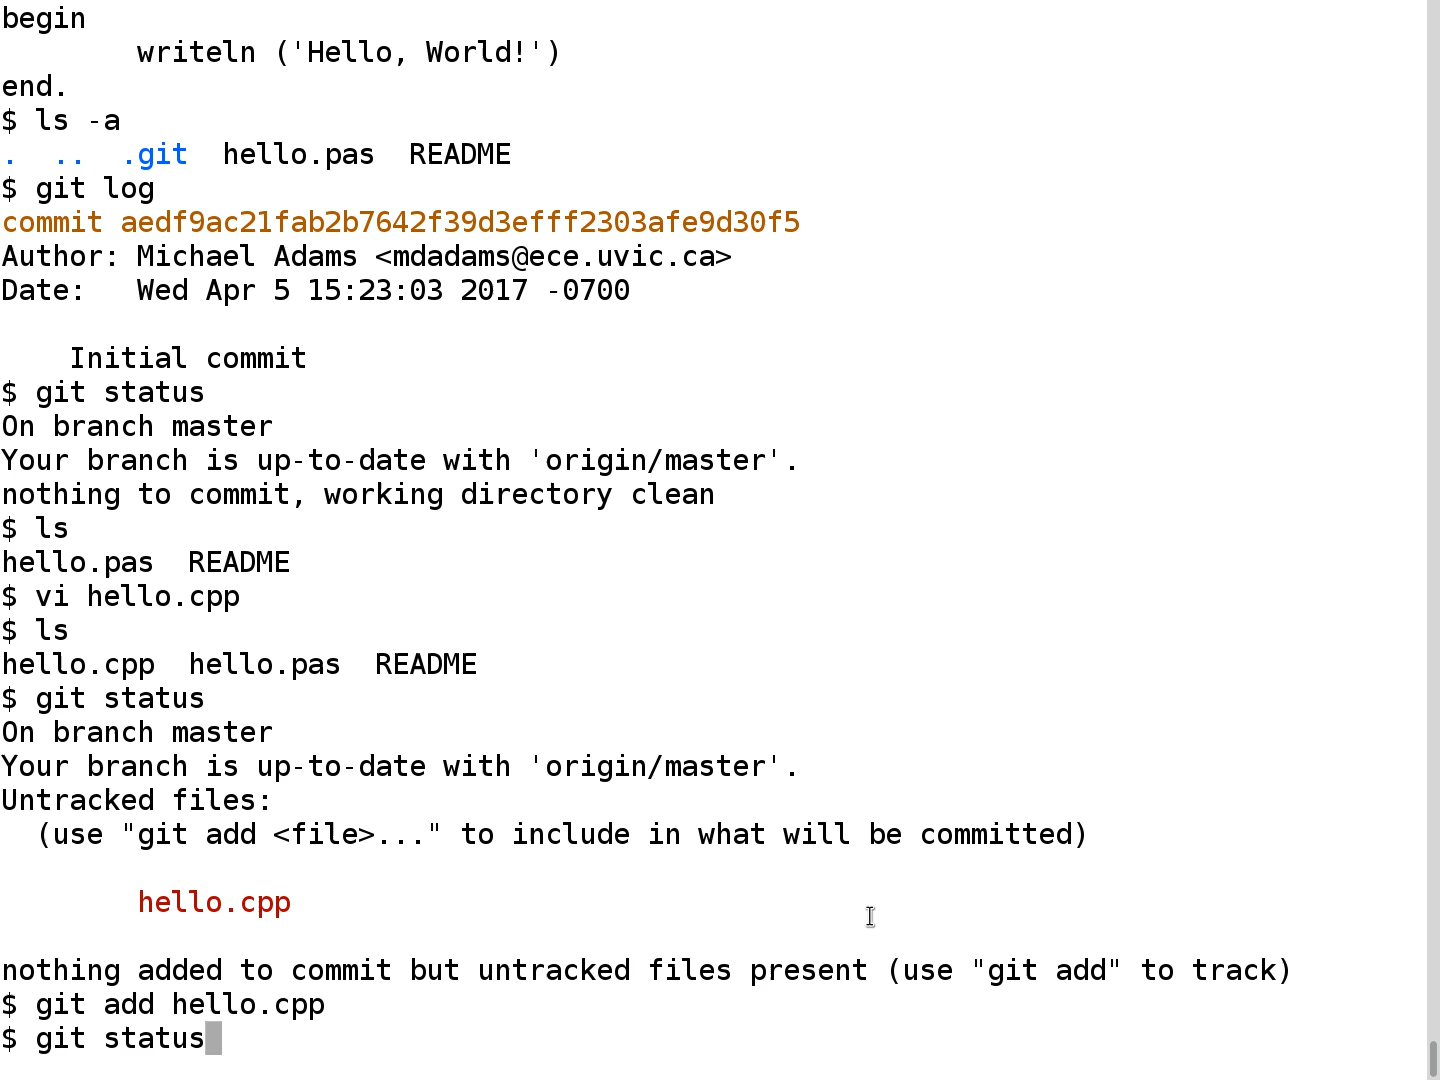 begin
        writeln ('Hello, World!')
end.
$ ls -a
.  ..  .git  hello.pas  README
$ git log
commit aedf9ac21fab2b7642f39d3efff2303afe9d30f5
Author: Michael Adams <mdadams@ece.uvic.ca>
Date:   Wed Apr 5 15:23:03 2017 -0700

    Initial commit
$ git status
On branch master
Your branch is up-to-date with 'origin/master'.
nothing to commit, working directory clean
$ ls
hello.pas  README
$ vi hello.cpp
$ ls
hello.cpp  hello.pas  README
$ git status
On branch master
Your branch is up-to-date with 'origin/master'.
Untracked files:
  (use "git add <file>..." to include in what will be committed)

        hello.cpp

nothing added to commit but untracked files present (use "git add" to track)
$ git add hello.cpp
$ git status